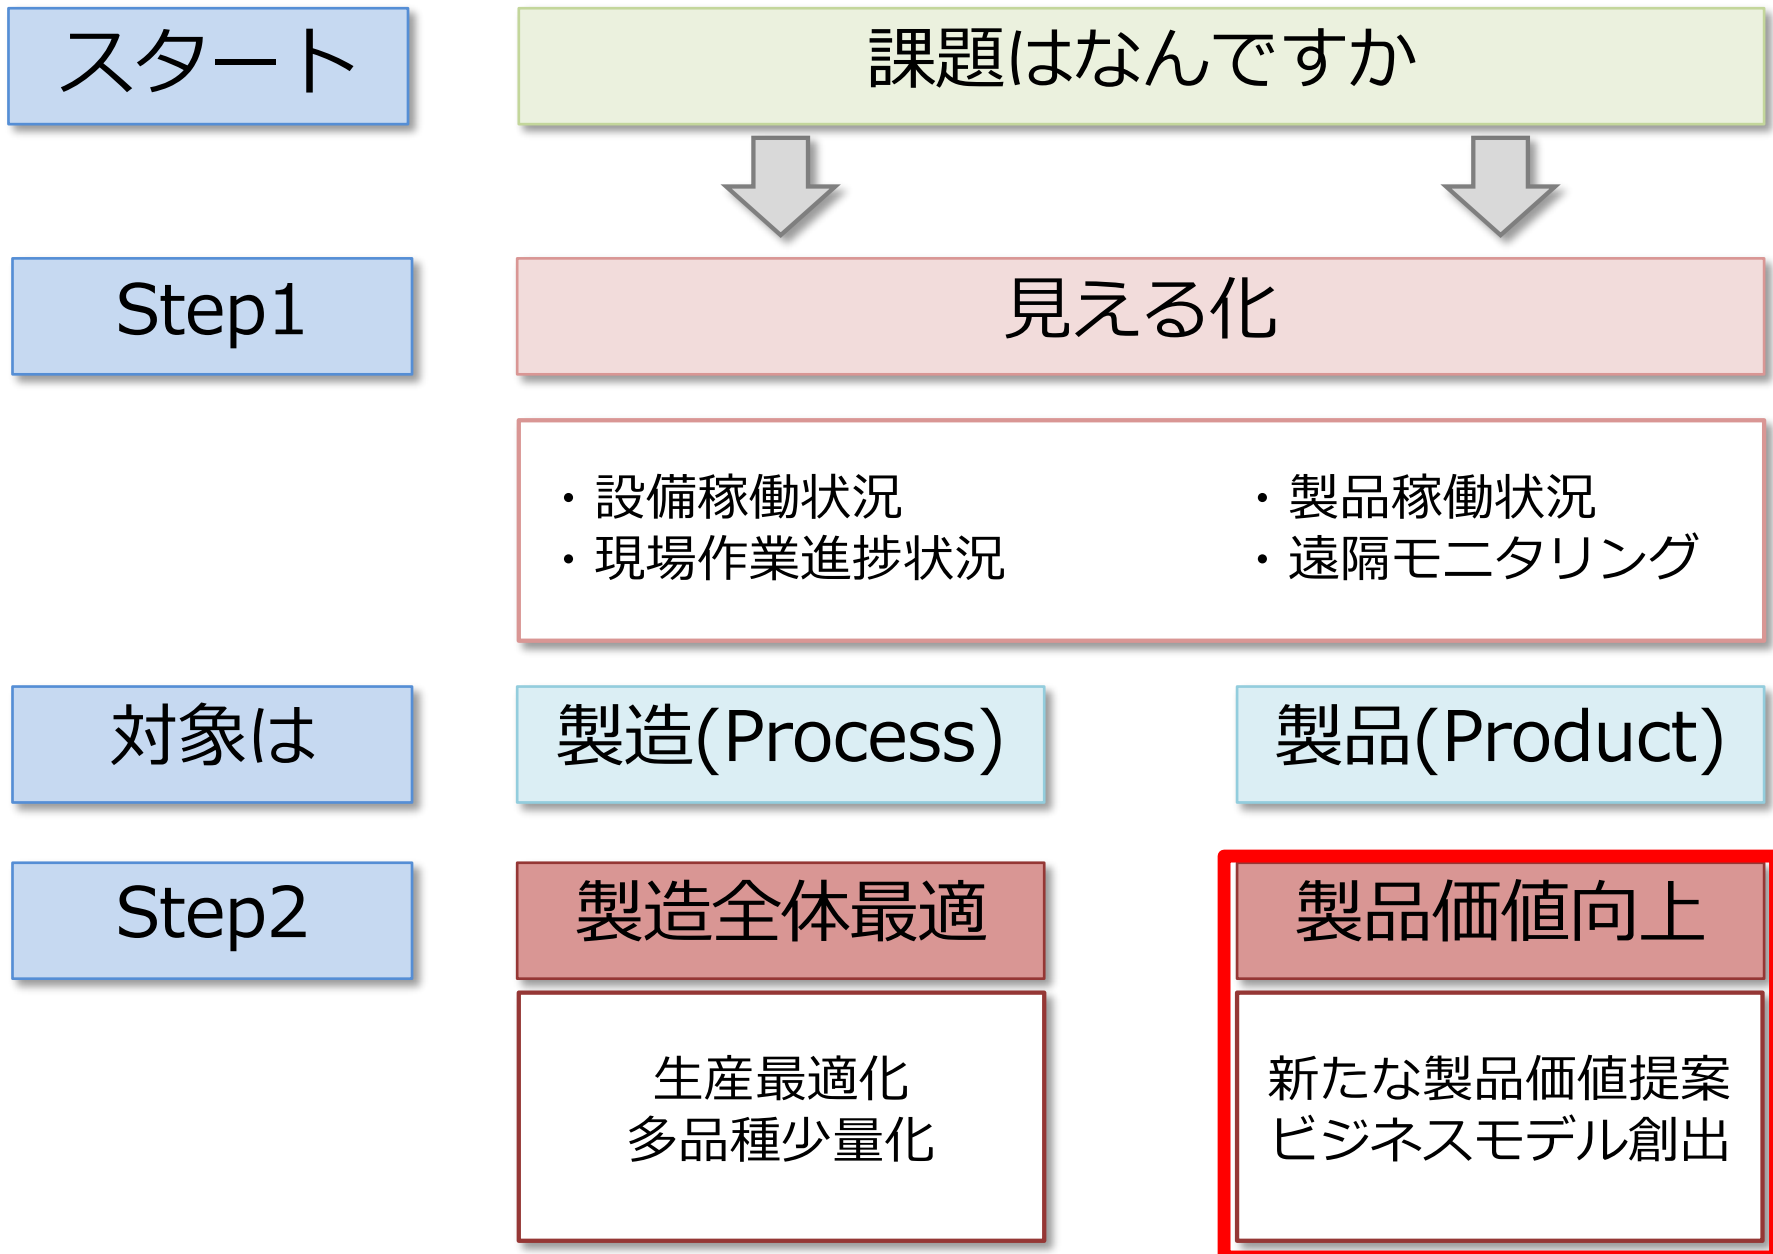 スタート
課題はなんですか
Step1
見える化
・設備稼働状況
・現場作業進捗状況
・製品稼働状況
・遠隔モニタリング
対象は
製造(Process)
製品(Product)
Step2
製造全体最適
製品価値向上
生産最適化
多品種少量化
新たな製品価値提案
ビジネスモデル創出